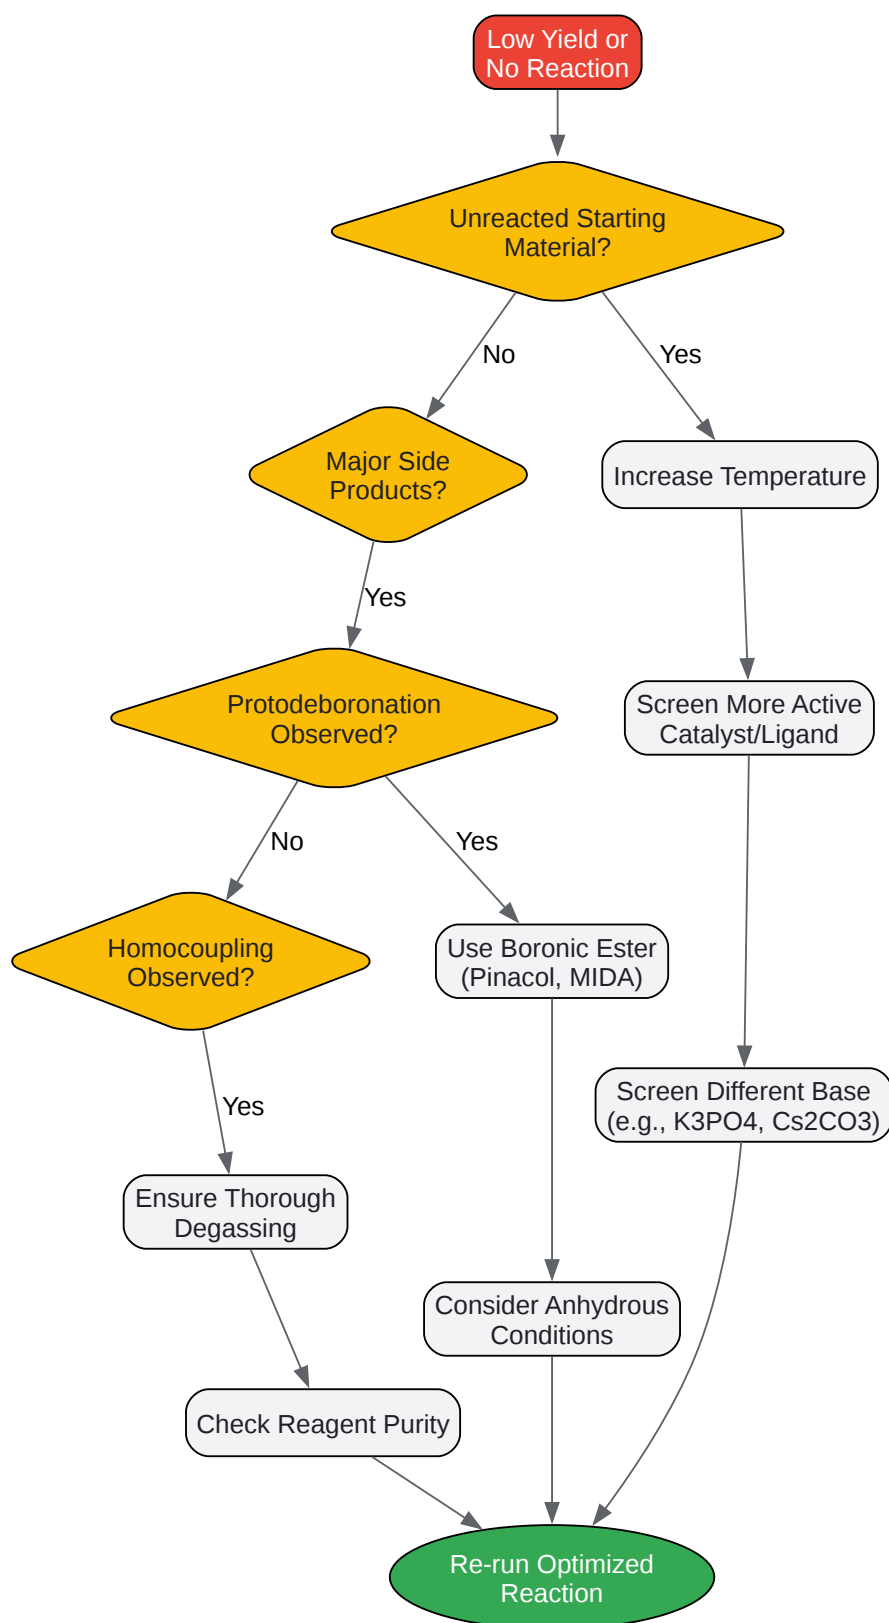 Low Yield or
No Reaction
Unreacted Starting
Material?
No
Yes
Major Side
Products?
Increase Temperature
Yes
Protodeboronation
Observed?
Screen More Active
Catalyst/Ligand
No
Yes
Homocoupling
Observed?
Use Boronic Ester
(Pinacol, MIDA)
Screen Different Base
(e.g., K3PO4, Cs2CO3)
Yes
Ensure Thorough
Degassing
Consider Anhydrous
Conditions
Check Reagent Purity
Re-run Optimized
Reaction